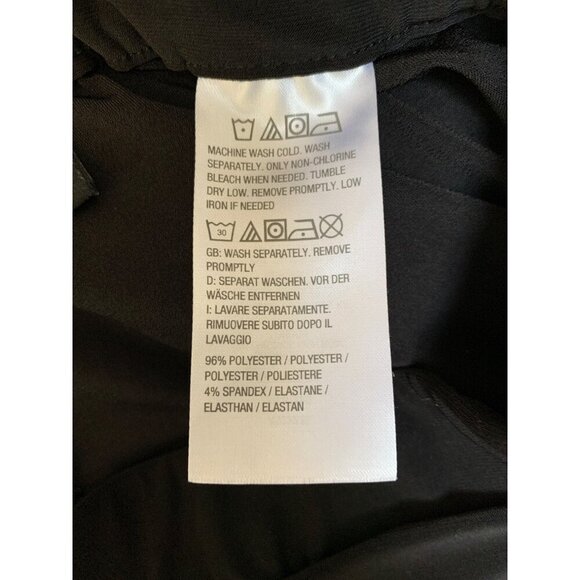 MACHINE WASH COLD. WASH
SEPARATELY. ONLY NON-CHLORINE
BLEACH WHEN NEEDED. TUMBLE
DRY LOW. REMOVE PROMPTLY. LOW
IRON IF NEEDED
30
GB: WASH SEPARATELY. REMOVE
PROMPTLY
D: SEPARAT WASCHEN. VOR DER
WÄSCHE ENTFERNEN
I: LAVARE SEPARATAMENTE.
RIMUOVERE SUBITO DOPO IL
LAVAGGIO
96% POLYESTER / POLYESTER /
POLYESTER / POLIESTERE
4% SPANDEX / ELASTANE /
ELASTHAN / ELASTAN